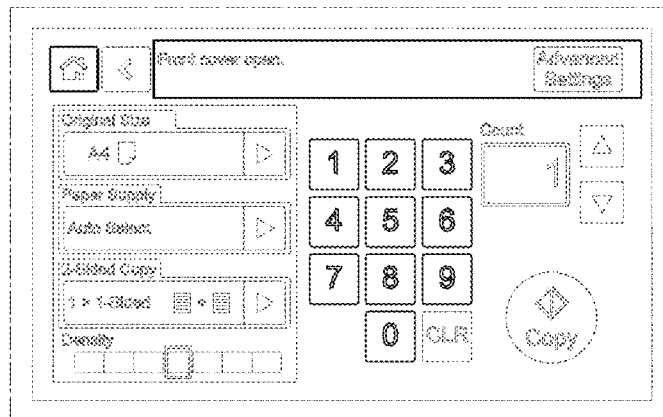 Front cover open.
Advanced
Settings
Original Size
A4
Paper Supply
Auto Select
2-Sided Copy
1 > 1-Sided
Density
1 2 3
4 5 6
7 8 9
0 CLR
Count
1
Copy